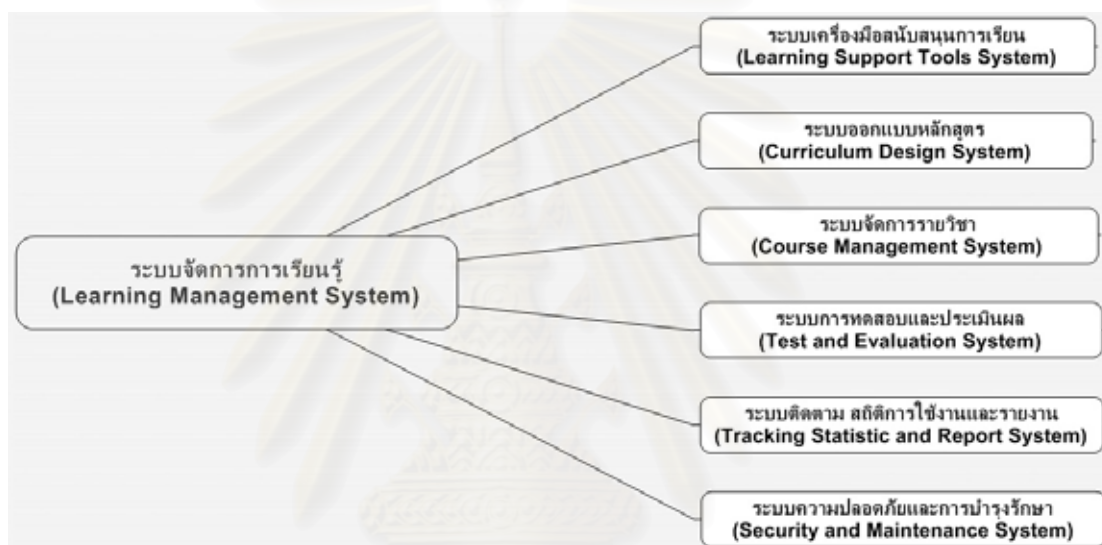 ระบบเครื่องมือสนับสนุนการเรียน
(Learning Support Tools System)
ระบบออกแบบหลักสูตร
(Curriculum Design System)
ระบบจัดการรายวิชา
(Course Management System)
ระบบจัดการการเรียนรู้
(Learning Management System)
ระบบการทดสอบและประเมินผล
(Test and Evaluation System)
ระบบติดตาม สถิติการใช้งานและรายงาน
(Tracking Statistic and Report System)
ระบบความปลอดภัยและการบำรุงรักษา
(Security and Maintenance System)